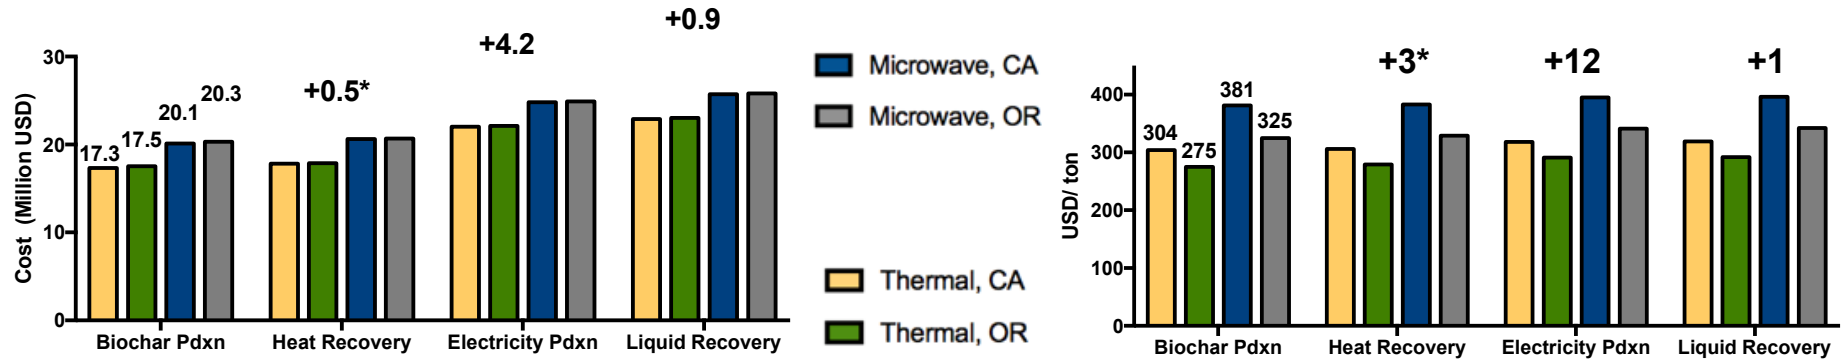 Cost (Million USD)
30
20
10
0
17.3
17.5
20.1
20.3
+0.5*
+4.2
+0.9
Biochar Pdxn
Heat Recovery
Electricity Pdxn
Liquid Recovery
Microwave, CA
Microwave, OR
Thermal, CA
Thermal, OR
USD/ ton
400
300
200
100
0
304
275
381
325
+3*
+12
+1
Biochar Pdxn
Heat Recovery
Electricity Pdxn
Liquid Recovery